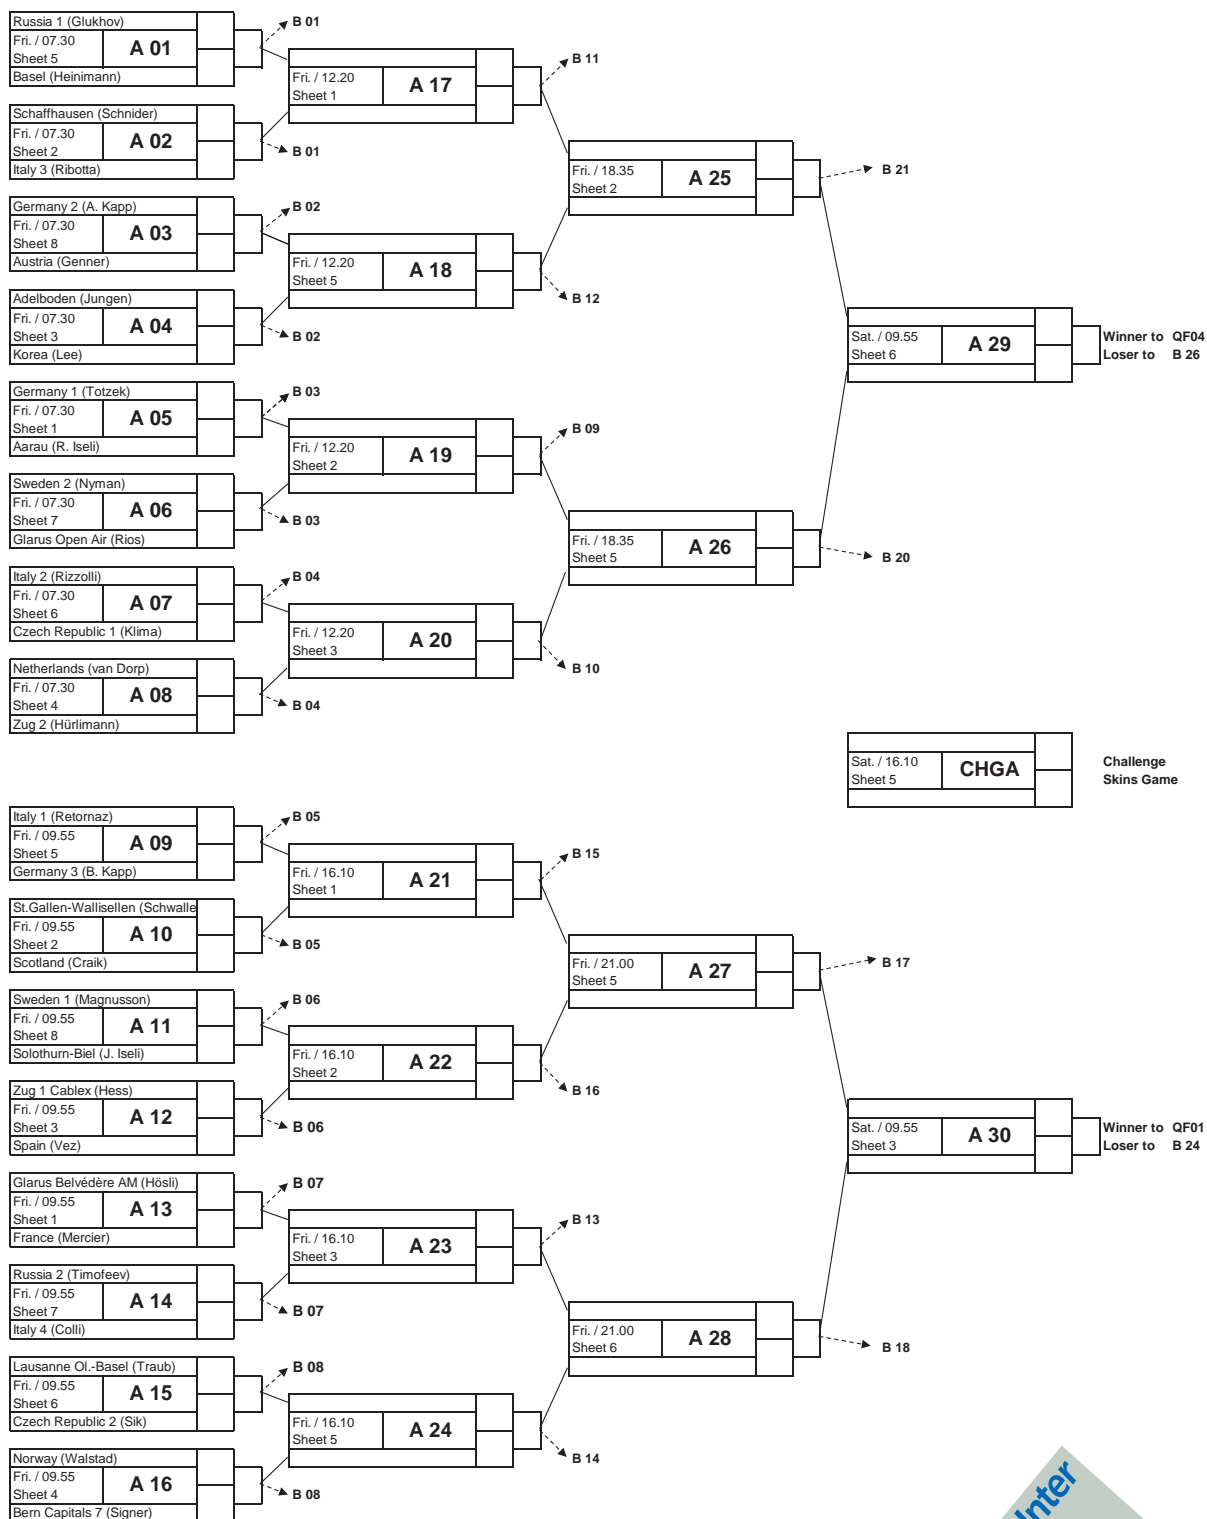 Russia 1 (Glukhov)
Fri. / 07.30
Sheet 5
A 01
Basel (Heinimann)
B 01
Schaffhausen (Schnider)
Fri. / 07.30
Sheet 2
A 02
Italy 3 (Ribotta)
B 01
Fri. / 12.20
Sheet 1
A 17
B 11
Germany 2 (A. Kapp)
Fri. / 07.30
Sheet 8
A 03
Austria (Genner)
B 02
Adelboden (Jungen)
Fri. / 07.30
Sheet 3
A 04
Korea (Lee)
B 02
Fri. / 12.20
Sheet 5
A 18
B 12
Fri. / 18.35
Sheet 2
A 25
B 21
Germany 1 (Totzek)
Fri. / 07.30
Sheet 1
A 05
Aarau (R. Iseli)
B 03
Sweden 2 (Nyman)
Fri. / 07.30
Sheet 7
A 06
Glarus Open Air (Rios)
B 03
Fri. / 12.20
Sheet 2
A 19
B 09
Italy 2 (Rizzolli)
Fri. / 07.30
Sheet 6
A 07
Czech Republic 1 (Klima)
B 04
Netherlands (van Dorp)
Fri. / 07.30
Sheet 4
A 08
Zug 2 (Hürlimann)
B 04
Fri. / 12.20
Sheet 3
A 20
B 10
Fri. / 18.35
Sheet 5
A 26
B 20
Sat. / 09.55
Sheet 6
A 29
Winner to QF04
Loser to B 26
Sat. / 16.10
Sheet 5
CHGA
Challenge
Skins Game
Italy 1 (Retornaz)
Fri. / 09.55
Sheet 5
A 09
Germany 3 (B. Kapp)
B 05
St.Gallen-Wallisellen (Schwalle
Fri. / 09.55
Sheet 2
A 10
Scotland (Craik)
B 05
Fri. / 16.10
Sheet 1
A 21
B 15
Sweden 1 (Magnusson)
Fri. / 09.55
Sheet 8
A 11
Solothurn-Biel (J. Iseli)
B 06
Zug 1 Cablex (Hess)
Fri. / 09.55
Sheet 3
A 12
Spain (Vez)
B 06
Fri. / 16.10
Sheet 2
A 22
B 16
Fri. / 21.00
Sheet 5
A 27
B 17
Glarus Belvédère AM (Hösli)
Fri. / 09.55
Sheet 1
A 13
France (Mercier)
B 07
Russia 2 (Timofeev)
Fri. / 09.55
Sheet 7
A 14
Italy 4 (Colli)
B 07
Fri. / 16.10
Sheet 3
A 23
B 13
Lausanne Ol.-Basel (Traub)
Fri. / 09.55
Sheet 6
A 15
Czech Republic 2 (Sik)
B 08
Norway (Walstad)
Fri. / 09.55
Sheet 4
A 16
Bern Capitals 7 (Signer)
B 08
Fri. / 16.10
Sheet 5
A 24
B 14
Fri. / 21.00
Sheet 6
A 28
B 18
Sat. / 09.55
Sheet 3
A 30
Winner to QF01
Loser to B 24
Inter